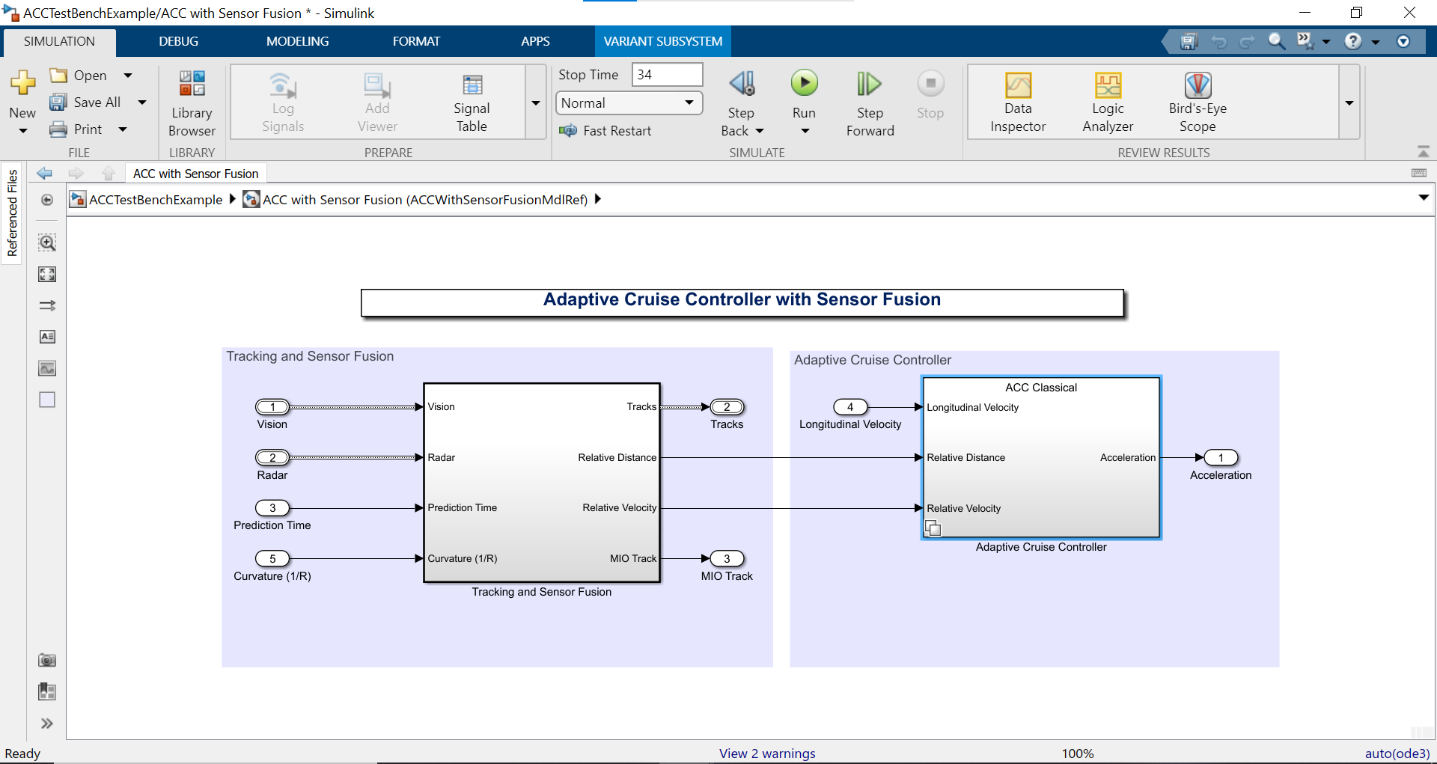 ACCTestBenchExample/ACC with Sensor Fusion * - Simulink
SIMULATION DEBUG MODELING FORMAT APPS VARIANT SUBSYSTEM
New
Open
Save All
Print
FILE
Library
Browser
LIBRARY
Log
Signals
Add
Viewer
Signal
Table
PREPARE
Stop Time 34
Normal
Fast Restart
Step
Back
Run
Step
Forward
Stop
SIMULATE
Data
Inspector
Logic
Analyzer
Bird's-Eye
Scope
REVIEW RESULTS
Referenced Files
ACC with Sensor Fusion
ACCTestBenchExample ACC with Sensor Fusion (ACCWithSensorFusionMdlRef)
Adaptive Cruise Controller with Sensor Fusion
Tracking and Sensor Fusion
1
Vision
2
Radar
3
Prediction Time
5
Curvature (1/R)
Vision
Radar
Prediction Time
Curvature (1/R)
Tracks
Relative Distance
Relative Velocity
MIO Track
Tracking and Sensor Fusion
2
Tracks
3
MIO Track
Adaptive Cruise Controller
4
Longitudinal Velocity
ACC Classical
Longitudinal Velocity
Relative Distance
Relative Velocity
Acceleration
Adaptive Cruise Controller
1
Acceleration
Ready
View 2 warnings
100%
auto(ode3)